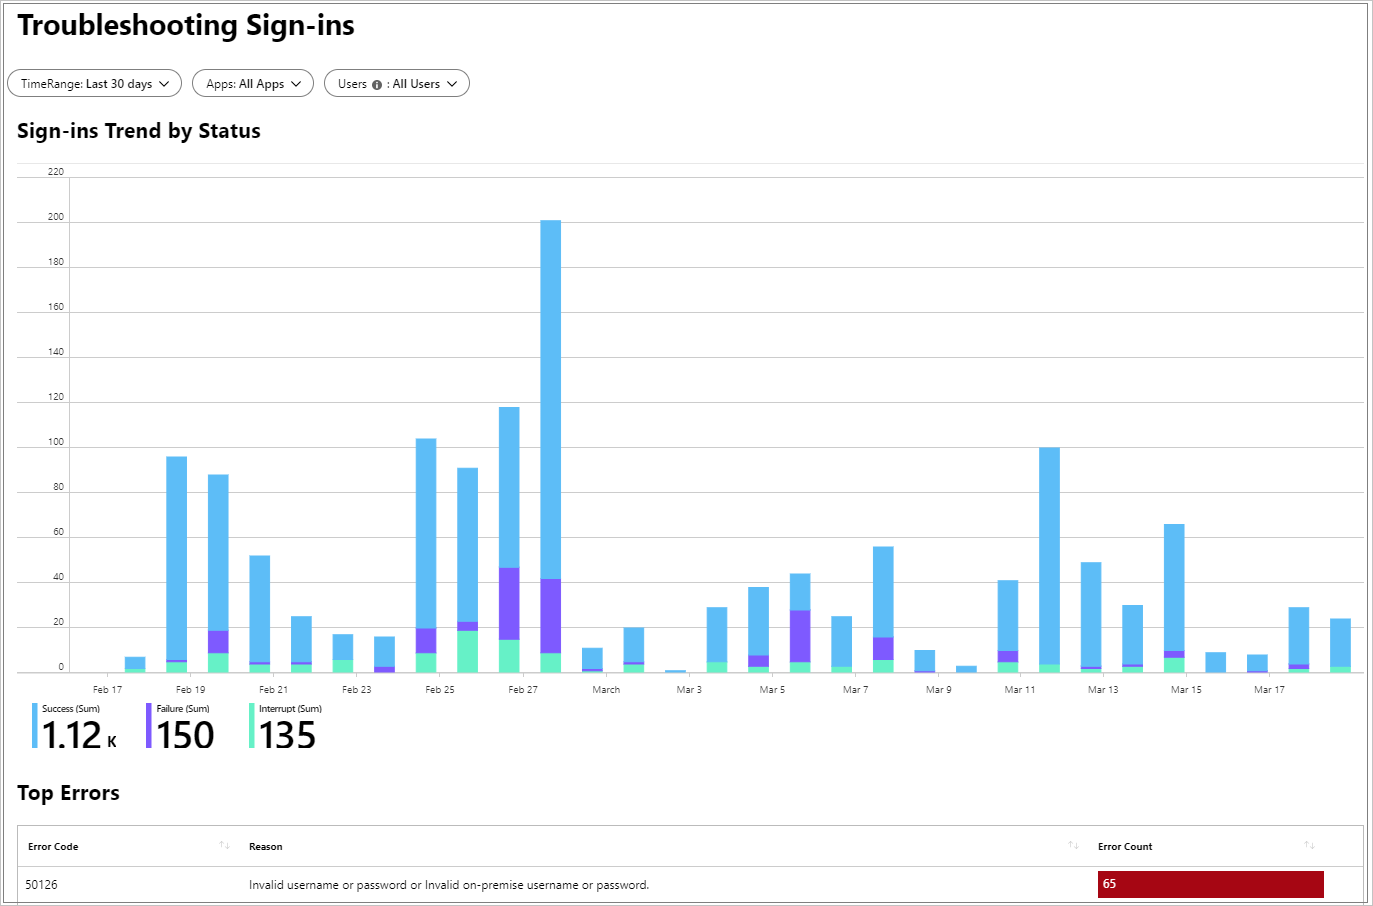 Troubleshooting Sign-ins
TimeRange: Last 30 days
Apps: All Apps
Users : All Users
Sign-ins Trend by Status
220
200
180
160
140
120
100
80
60
40
20
0
Feb 17 Feb 19 Feb 21 Feb 23 Feb 25 Feb 27 March Mar 3 Mar 5 Mar 7 Mar 9 Mar 11 Mar 13 Mar 15 Mar 17
Success (Sum) Failure (Sum) Interrupt (Sum)
1.12 K 150 135
Top Errors
Error Code Reason Error Count
50126 Invalid username or password or Invalid on-premise username or password. 65